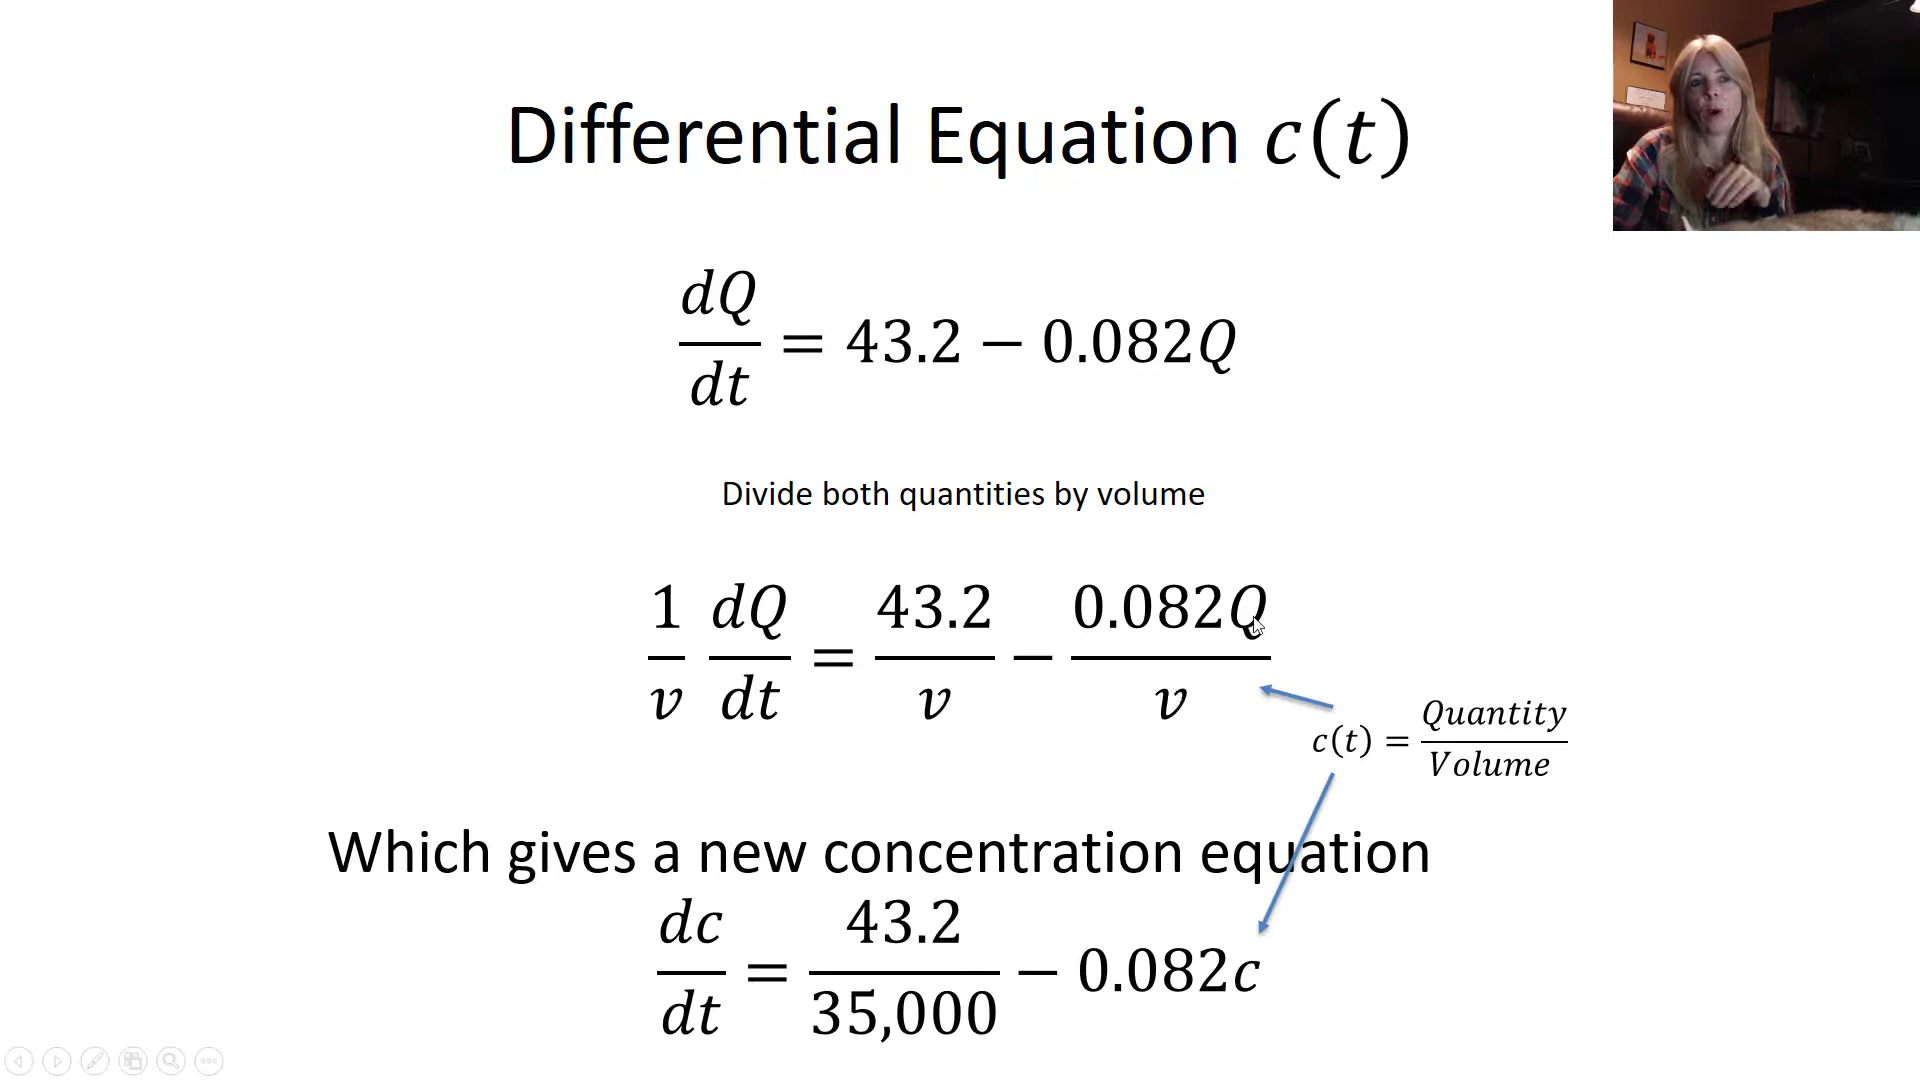 Differential Equation c(t)
dQ/dt = 43.2 − 0.082Q
Divide both quantities by volume
1/v dQ/dt = 43.2/v − 0.082Q/v
c(t) = Quantity/Volume
Which gives a new concentration equation
dc/dt = 43.2/35,000 − 0.082c